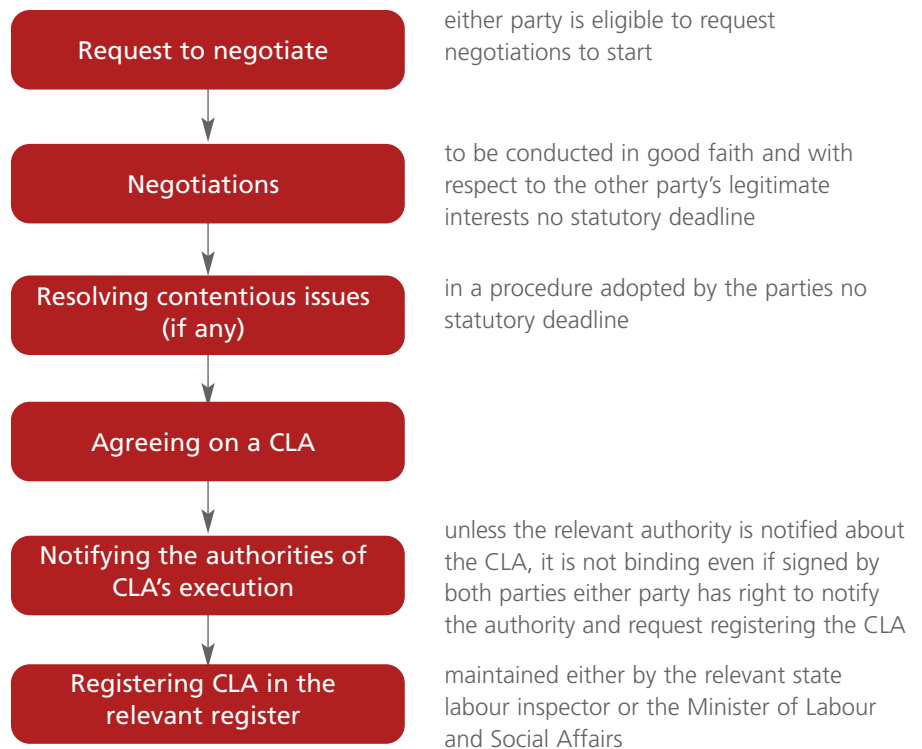 Request to negotiate
either party is eligible to request
negotiations to start
Negotiations
to be conducted in good faith and with
respect to the other party's legitimate
interests no statutory deadline
Resolving contentious issues
(if any)
in a procedure adopted by the parties no
statutory deadline
Agreeing on a CLA
Notifying the authorities of
CLA's execution
unless the relevant authority is notified about
the CLA, it is not binding even if signed by
both parties either party has right to notify
the authority and request registering the CLA
Registering CLA in the
relevant register
maintained either by the relevant state
labour inspector or the Minister of Labour
and Social Affairs